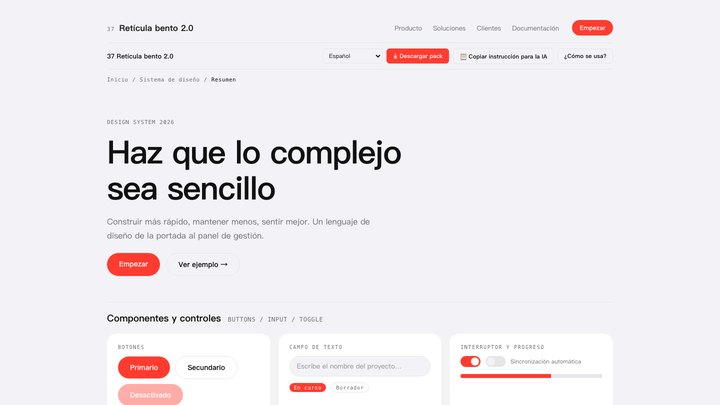 37 Retícula bento 2.0
Producto Soluciones Clientes Documentación Empezar
37 Retícula bento 2.0
Español Descargar pack Copiar instrucción para la IA ¿Cómo se usa?
Inicio / Sistema de diseño / Resumen
DESIGN SYSTEM 2026
Haz que lo complejo
sea sencillo
Construir más rápido, mantener menos, sentir mejor. Un lenguaje de
diseño de la portada al panel de gestión.
Empezar Ver ejemplo →
Componentes y controles BUTTONS / INPUT / TOGGLE
BOTONES
Primario Secundario
Desactivado
CAMPO DE TEXTO
Escribe el nombre del proyecto…
En curso Borrador
INTERRUPTOR Y PROGRESO
Sincronización automática